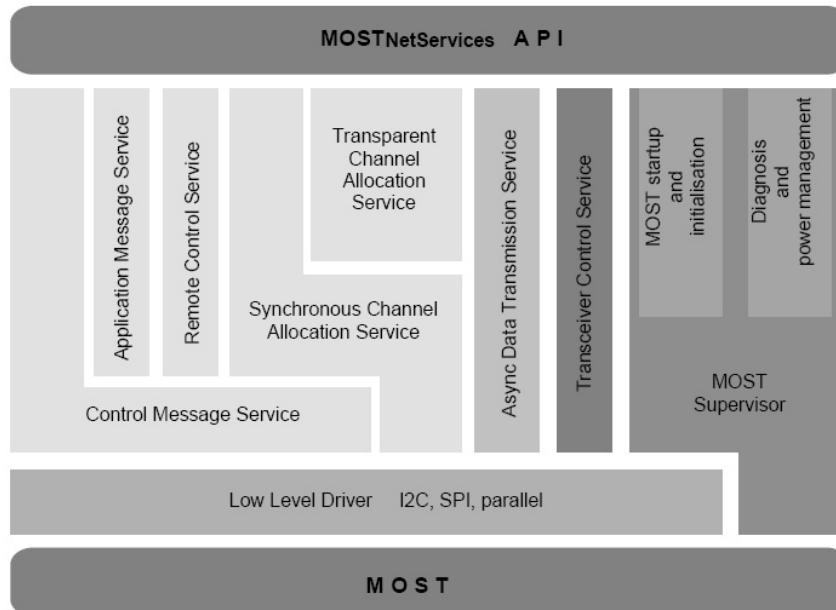 MOSTNetServices API
Application Message Service
Remote Control Service
Transparent
Channel
Allocation
Service
Synchronous Channel
Allocation Service
Control Message Service
Async Data Transmission Service
Transceiver Control Service
MOST startup
and
initialisation
Diagnosis
and
power management
MOST
Supervisor
Low Level Driver I2C, SPI, parallel
MOST